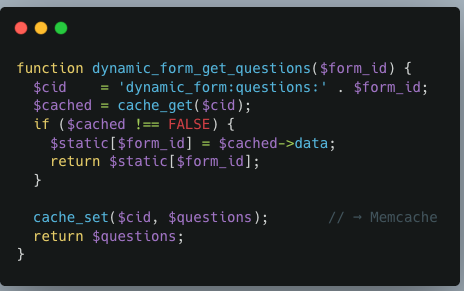 function dynamic_form_get_questions($form_id) {
  $cid    = 'dynamic_form:questions:' . $form_id;
  $cached = cache_get($cid);
  if ($cached !== FALSE) {
    $static[$form_id] = $cached->data;
    return $static[$form_id];
  }

  cache_set($cid, $questions);       // → Memcache
  return $questions;
}